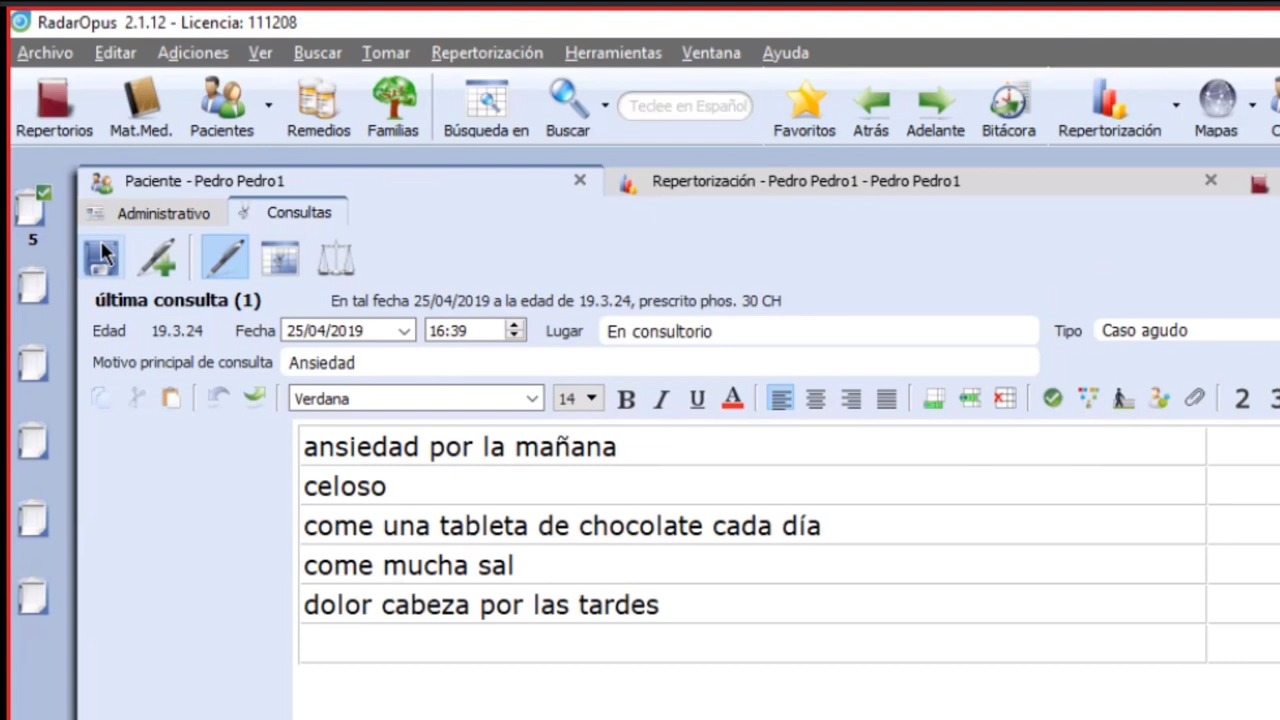 RadarOpus 2.1.12 - Licencia: 111208
Archivo Editar Adiciones Ver Buscar Tomar Repertorización Herramientas Ventana Ayuda
Teclee en Español
Repertorios Mat.Med. Pacientes Remedios Familias Búsqueda en Buscar Favoritos Atrás Adelante Bitácora Repertorización Mapas
Paciente - Pedro Pedro1 Repertorización - Pedro Pedro1 - Pedro Pedro1
Administrativo Consultas
5
última consulta (1) En tal fecha 25/04/2019 a la edad de 19.3.24, prescrito phos. 30 CH
Edad 19.3.24 Fecha 25/04/2019 16:39 Lugar En consultorio Tipo Caso agudo
Motivo principal de consulta Ansiedad
Verdana 14 B I U A 2 3
ansiedad por la mañana
celoso
come una tableta de chocolate cada día
come mucha sal
dolor cabeza por las tardes